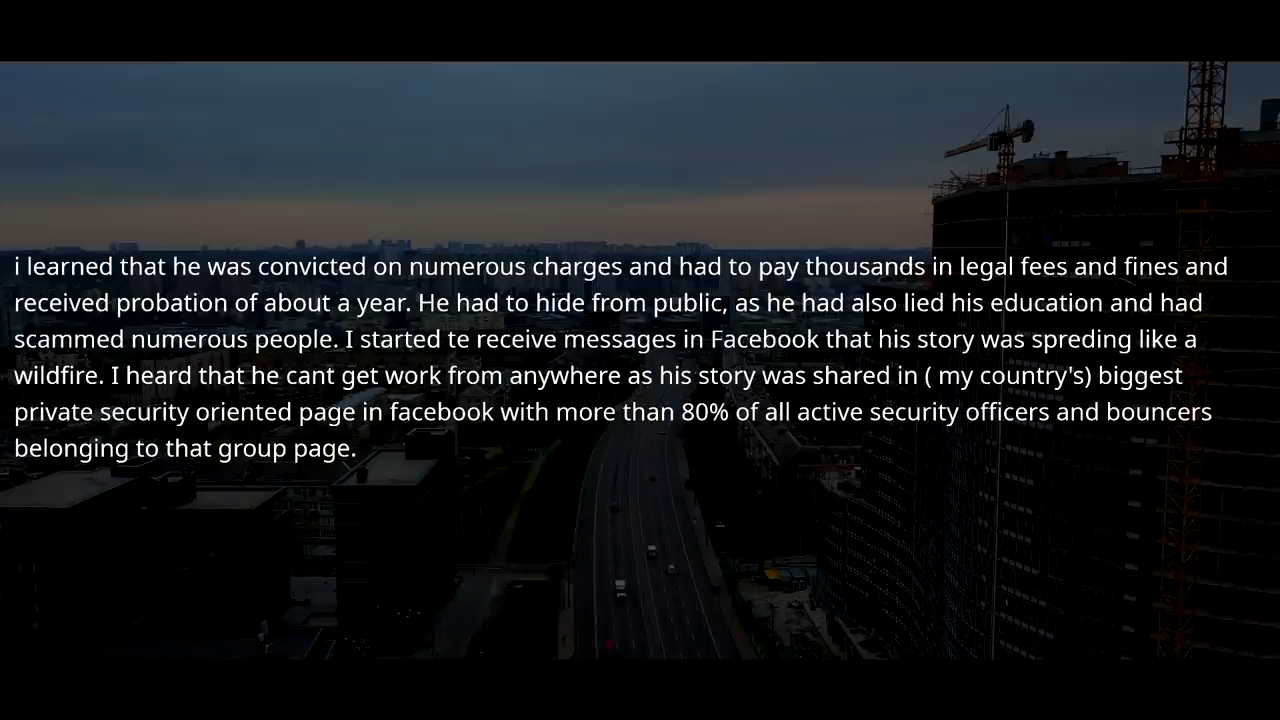 i learned that he was convicted on numerous charges and had to pay thousands in legal fees and fines and
received probation of about a year. He had to hide from public, as he had also lied his education and had
scammed numerous people. I started te receive messages in Facebook that his story was spreding like a
wildfire. I heard that he cant get work from anywhere as his story was shared in ( my country's) biggest
private security oriented page in facebook with more than 80% of all active security officers and bouncers
belonging to that group page.